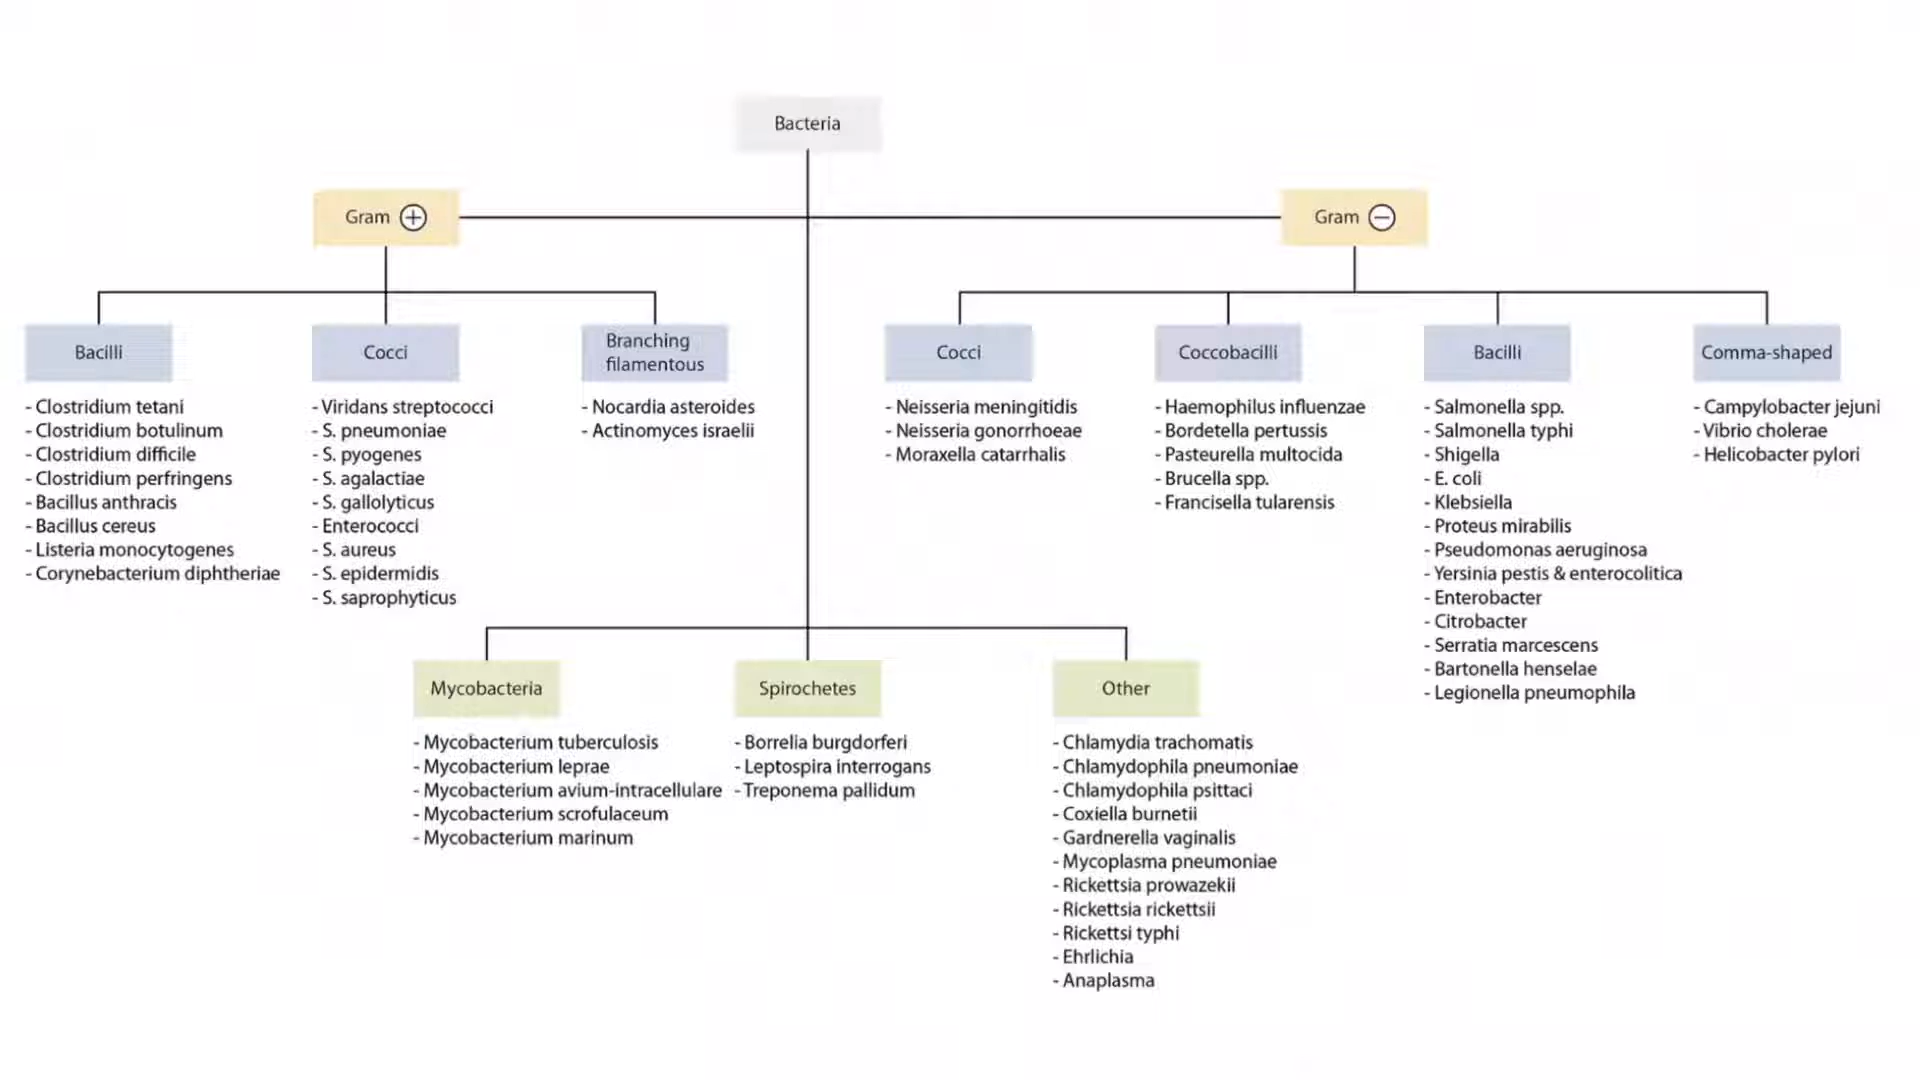 Bacteria
Gram +
Gram −
Bacilli
- Clostridium tetani
- Clostridium botulinum
- Clostridium difficile
- Clostridium perfringens
- Bacillus anthracis
- Bacillus cereus
- Listeria monocytogenes
- Corynebacterium diphtheriae
Cocci
- Viridans streptococci
- S. pneumoniae
- S. pyogenes
- S. agalactiae
- S. gallolyticus
- Enterococci
- S. aureus
- S. epidermidis
- S. saprophyticus
Branching
filamentous
- Nocardia asteroides
- Actinomyces israelii
Cocci
- Neisseria meningitidis
- Neisseria gonorrhoeae
- Moraxella catarrhalis
Coccobacilli
- Haemophilus influenzae
- Bordetella pertussis
- Pasteurella multocida
- Brucella spp.
- Francisella tularensis
Bacilli
- Salmonella spp.
- Salmonella typhi
- Shigella
- E. coli
- Klebsiella
- Proteus mirabilis
- Pseudomonas aeruginosa
- Yersinia pestis & enterocolitica
- Enterobacter
- Citrobacter
- Serratia marcescens
- Bartonella henselae
- Legionella pneumophila
Comma-shaped
- Campylobacter jejuni
- Vibrio cholerae
- Helicobacter pylori
Mycobacteria
- Mycobacterium tuberculosis
- Mycobacterium leprae
- Mycobacterium avium-intracellulare
- Mycobacterium scrofulaceum
- Mycobacterium marinum
Spirochetes
- Borrelia burgdorferi
- Leptospira interrogans
- Treponema pallidum
Other
- Chlamydia trachomatis
- Chlamydophila pneumoniae
- Chlamydophila psittaci
- Coxiella burnetii
- Gardnerella vaginalis
- Mycoplasma pneumoniae
- Rickettsia prowazekii
- Rickettsia rickettsii
- Rickettsi typhi
- Ehrlichia
- Anaplasma